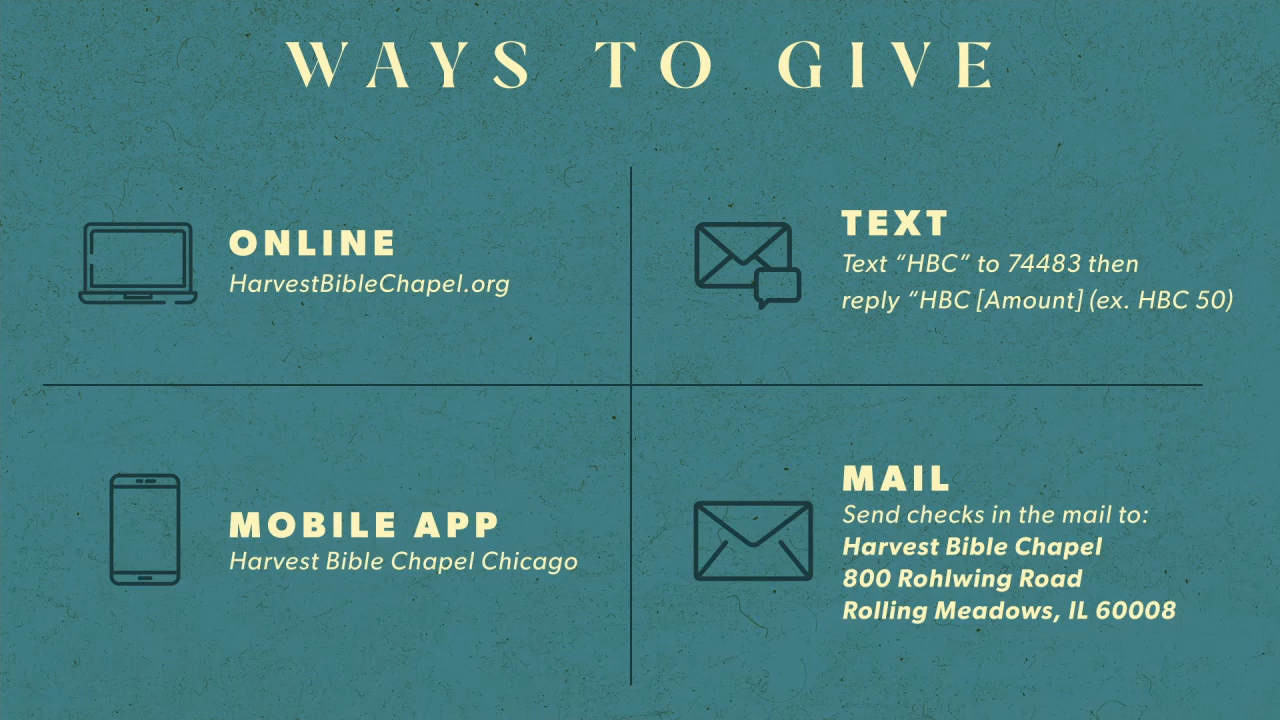 WAYS TO GIVE
ONLINE
HarvestBibleChapel.org
TEXT
Text “HBC” to 74483 then
reply “HBC [Amount] (ex. HBC 50)
MOBILE APP
Harvest Bible Chapel Chicago
MAIL
Send checks in the mail to:
Harvest Bible Chapel
800 Rohlwing Road
Rolling Meadows, IL 60008